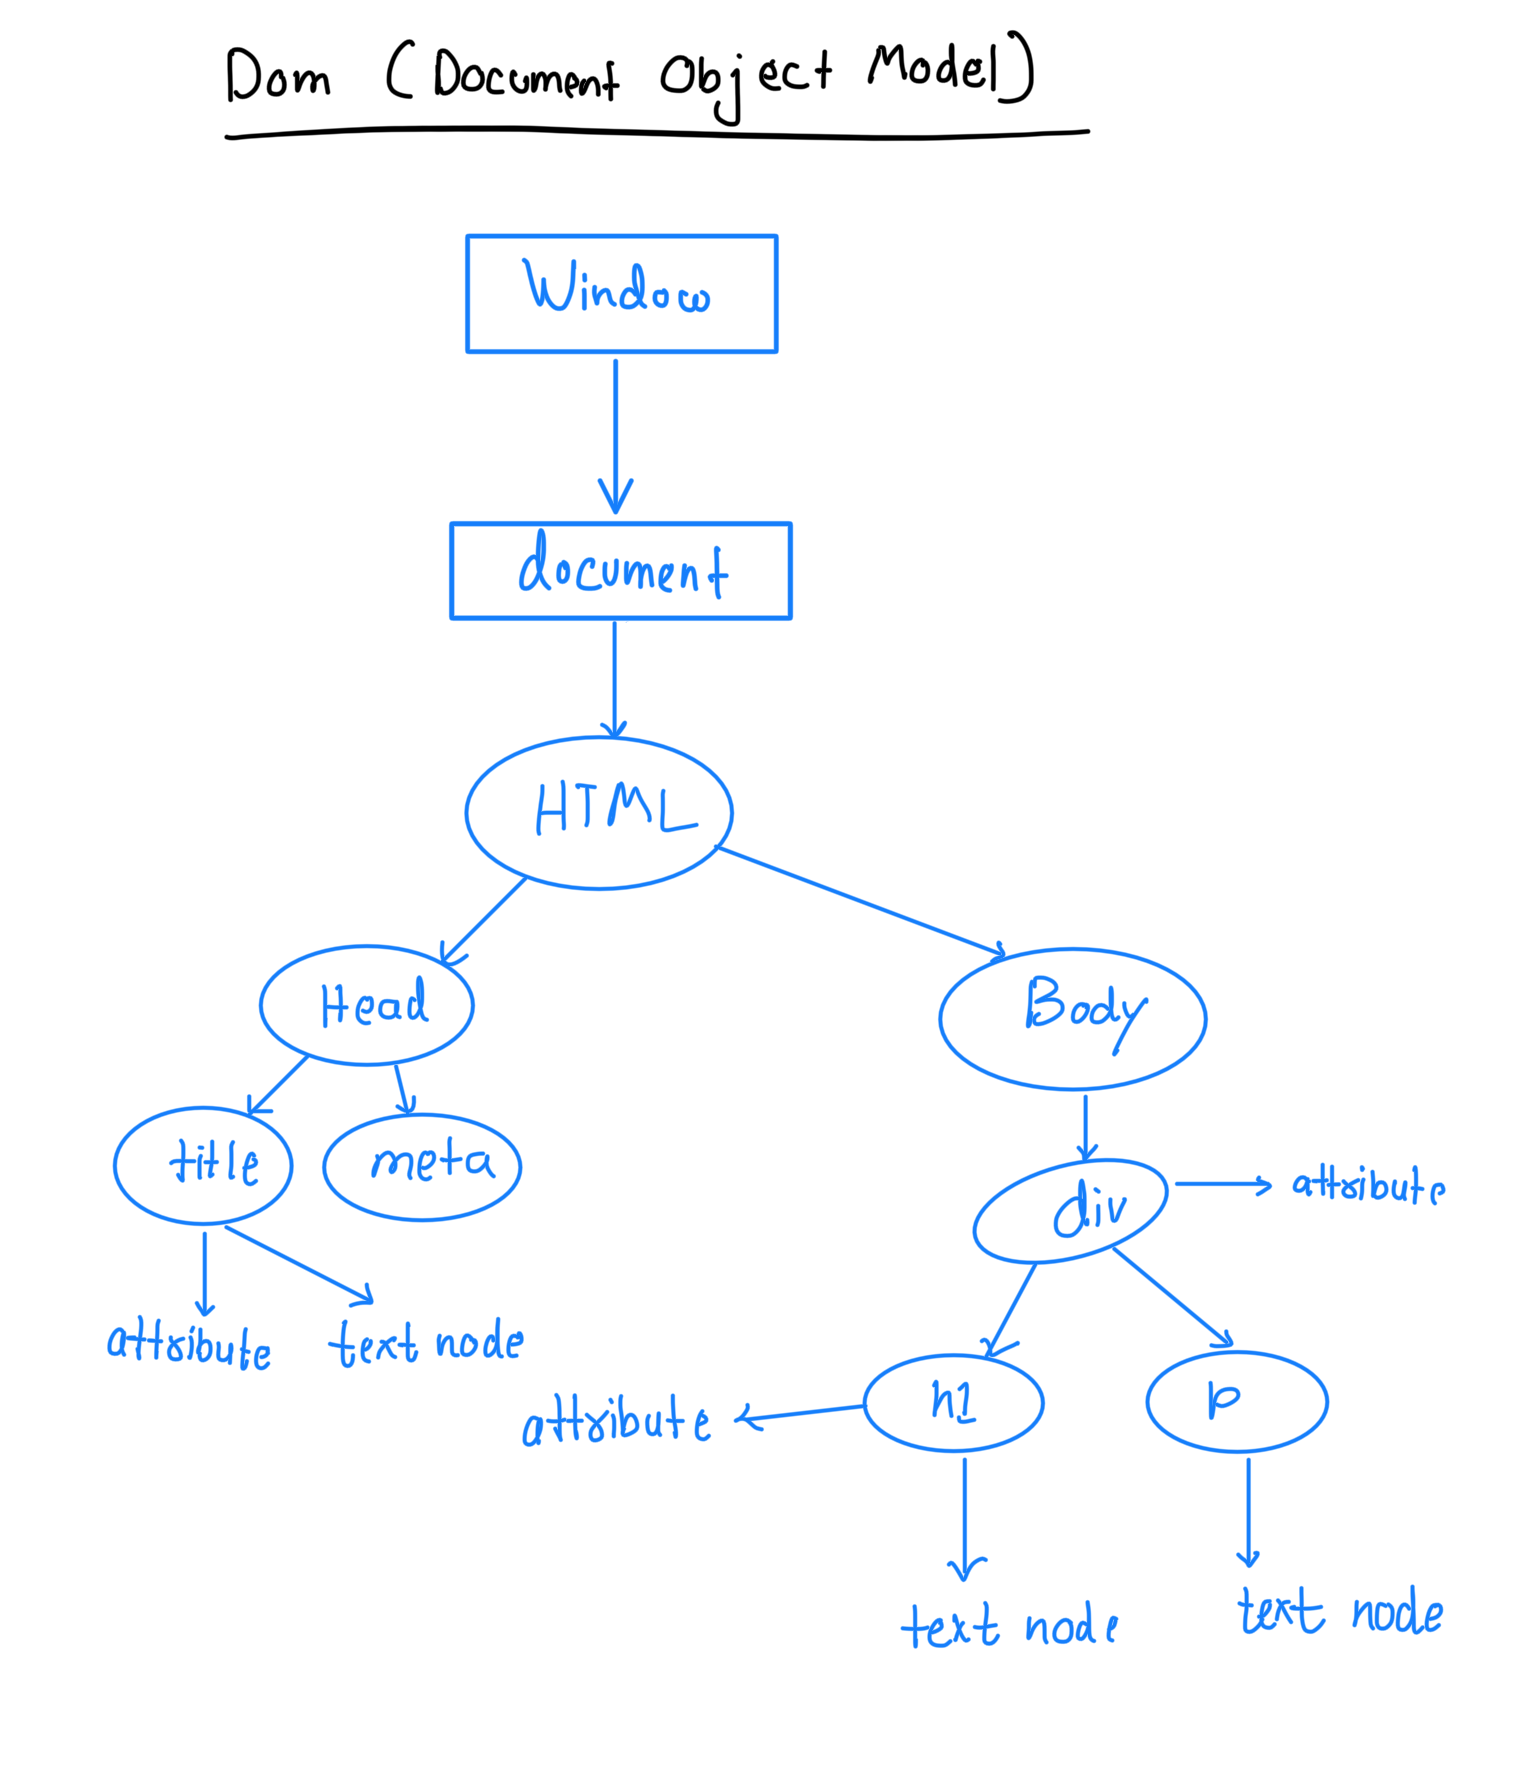 Dom (Document Object Model)
Window
document
HTML
Head
Body
title
meta
div
attribute
attribute
text node
h1
p
attribute
text node
text node